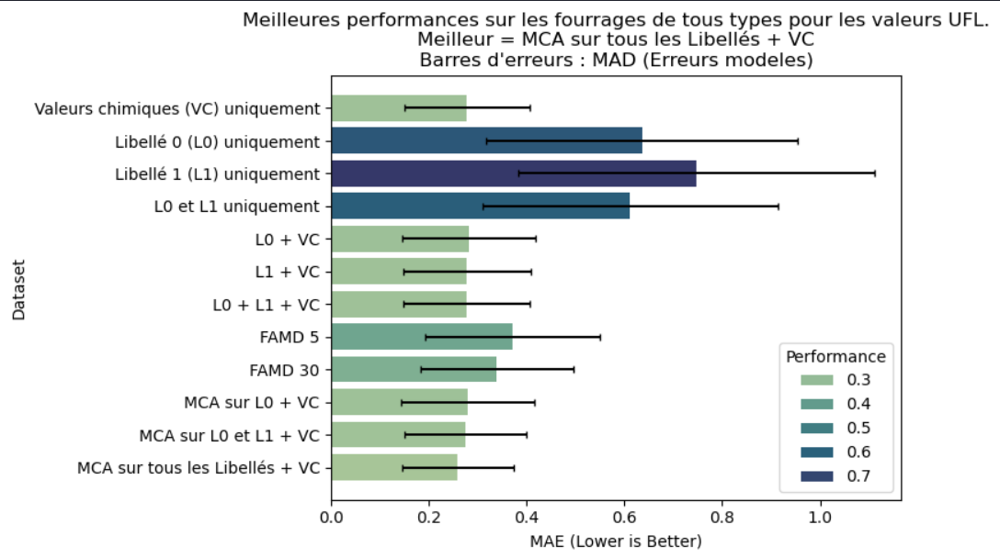 Meilleures performances sur les fourrages de tous types pour les valeurs UFL.
Meilleur = MCA sur tous les Libellés + VC
Barres d'erreurs : MAD (Erreurs modeles)
Valeurs chimiques (VC) uniquement
Libellé 0 (L0) uniquement
Libellé 1 (L1) uniquement
L0 et L1 uniquement
L0 + VC
L1 + VC
L0 + L1 + VC
FAMD 5
FAMD 30
MCA sur L0 + VC
MCA sur L0 et L1 + VC
MCA sur tous les Libellés + VC
Dataset
Performance
0.3
0.4
0.5
0.6
0.7
0.0 0.2 0.4 0.6 0.8 1.0
MAE (Lower is Better)